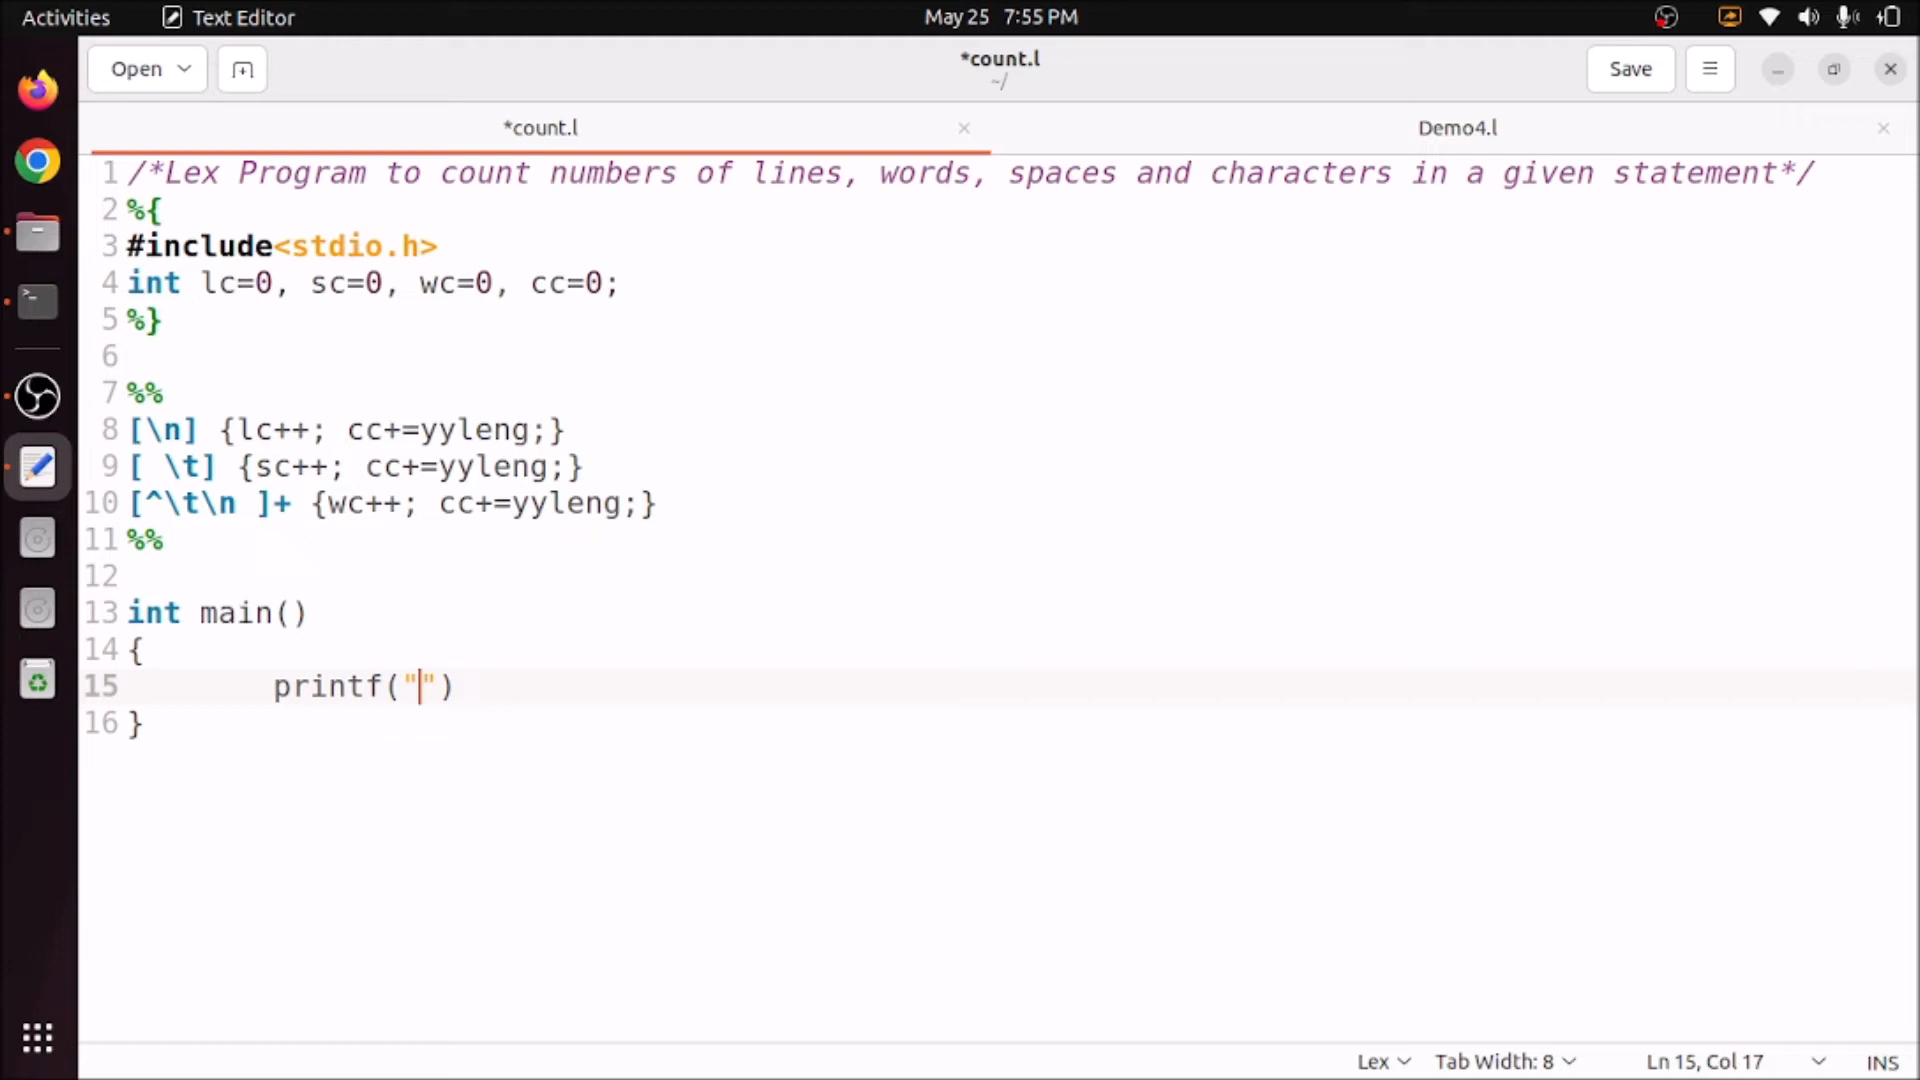 Activities Text Editor May 25 7:55 PM
Open *count.l Save
~/
*count.l Demo4.l
1 /*Lex Program to count numbers of lines, words, spaces and characters in a given statement*/
2 %{
3 #include<stdio.h>
4 int lc=0, sc=0, wc=0, cc=0;
5 %}
6
7 %%
8 [\n] {lc++; cc+=yyleng;}
9 [ \t] {sc++; cc+=yyleng;}
10 [^\t\n ]+ {wc++; cc+=yyleng;}
11 %%
12
13 int main()
14 {
15 printf("")
16 }
Lex Tab Width: 8 Ln 15, Col 17 INS